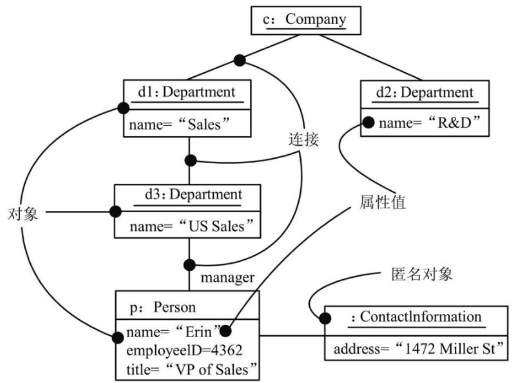 c: Company
d1:Department
name=“Sales”
d2:Department
name=“R&D”
连接
d3:Department
name=“US Sales”
对象
属性值
manager
匿名对象
p: Person
name=“Erin”
employeeID=4362
title=“VP of Sales”
:ContactInformation
address=“1472 Miller St”